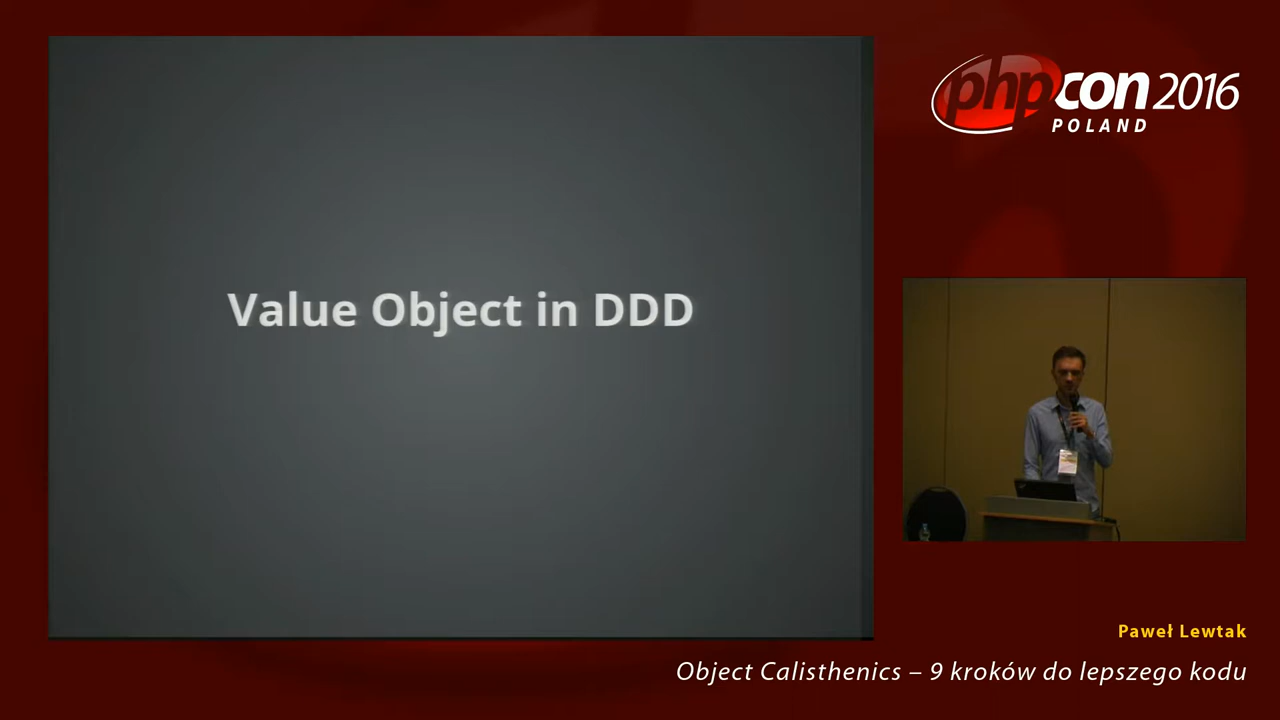 Value Object in DDD
phpcon 2016
POLAND
Paweł Lewtak
Object Calisthenics – 9 kroków do lepszego kodu